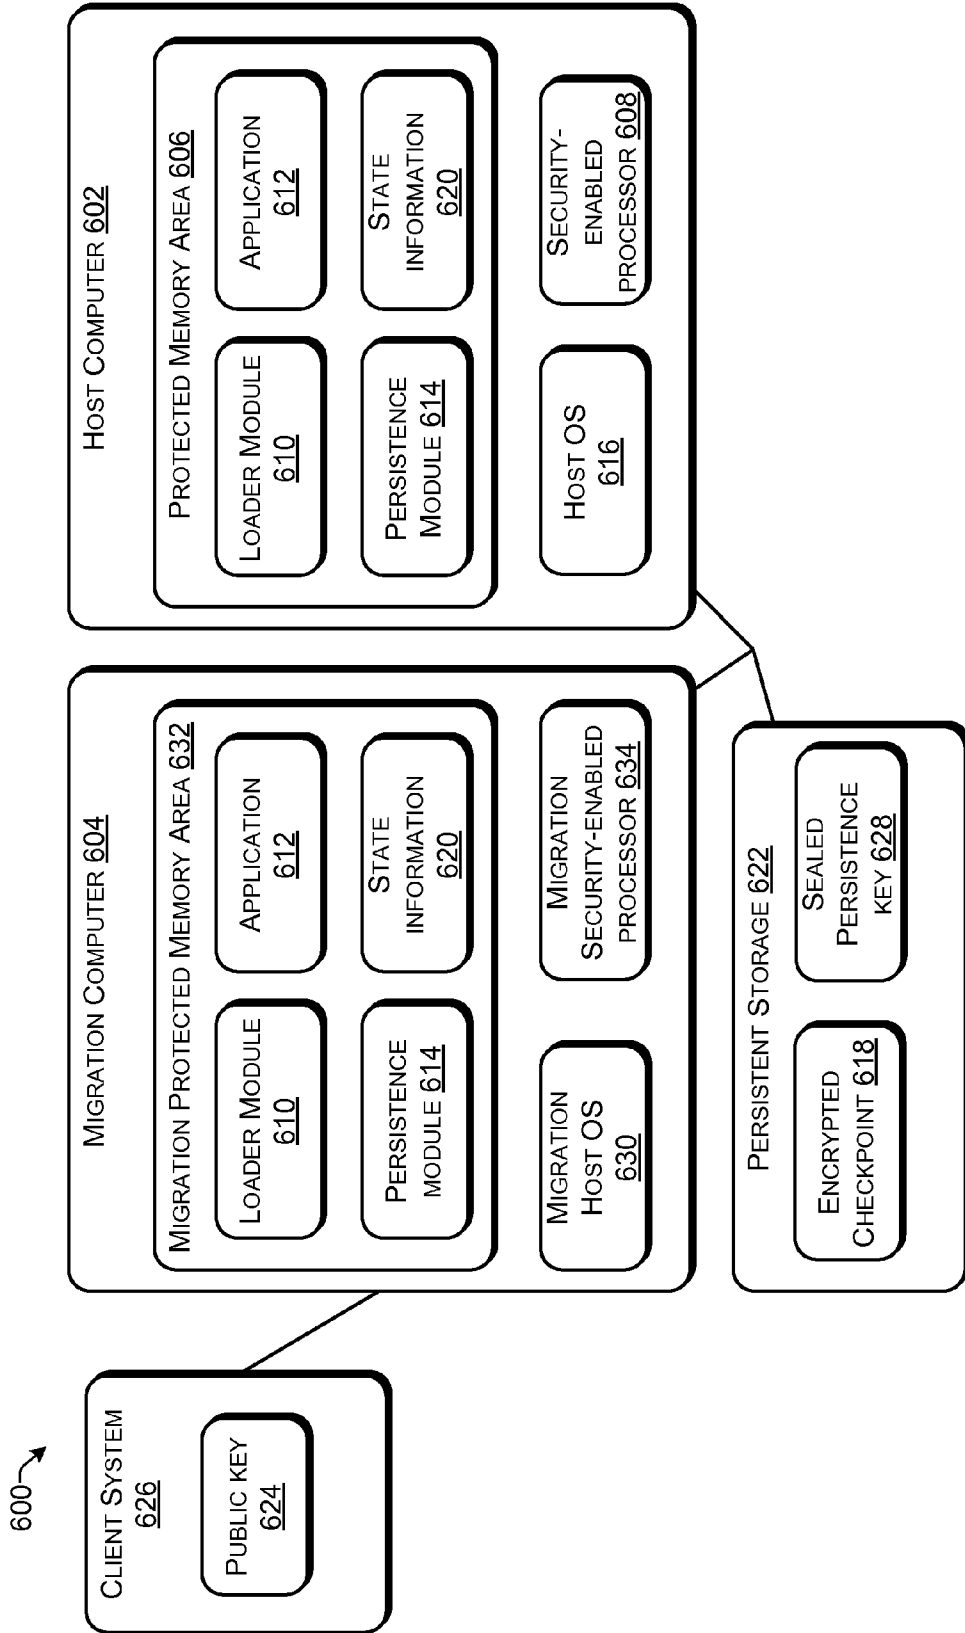 600
CLIENT SYSTEM
626
PUBLIC KEY
624
MIGRATION COMPUTER 604
MIGRATION PROTECTED MEMORY AREA 632
LOADER MODULE
610
APPLICATION
612
PERSISTENCE
MODULE 614
STATE
INFORMATION
620
MIGRATION
HOST OS
630
MIGRATION
SECURITY-ENABLED
PROCESSOR 634
HOST COMPUTER 602
PROTECTED MEMORY AREA 606
LOADER MODULE
610
APPLICATION
612
PERSISTENCE
MODULE 614
STATE
INFORMATION
620
HOST OS
616
SECURITY-
ENABLED
PROCESSOR 608
PERSISTENT STORAGE 622
ENCRYPTED
CHECKPOINT 618
SEALED
PERSISTENCE
KEY 628